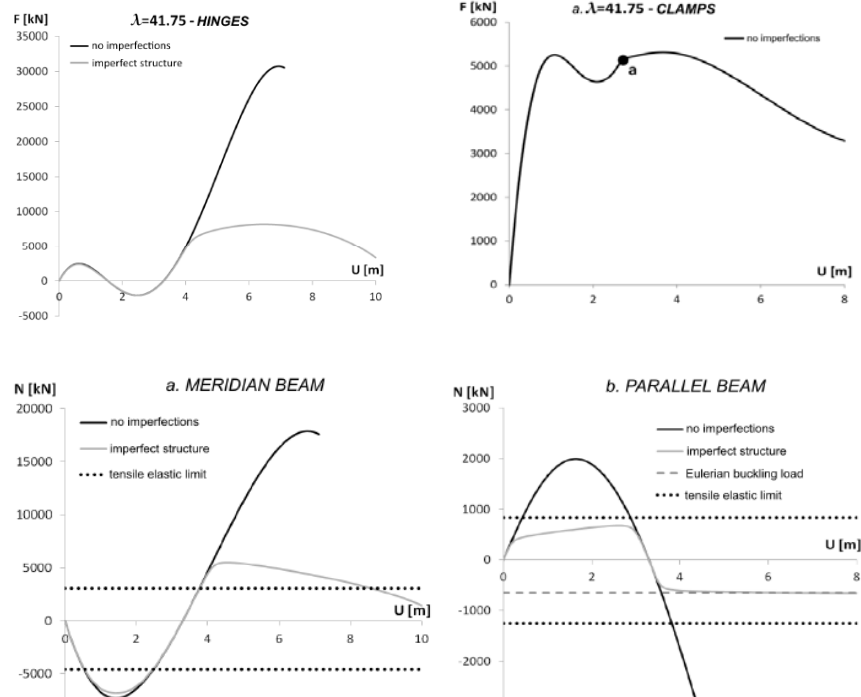 F [kN]
λ=41.75 - HINGES
35000
no imperfections
30000
imperfect structure
25000
20000
15000
10000
5000
U [m]
0
0 2 4 6 8 10
-5000
F [kN]
a. λ=41.75 - CLAMPS
6000
no imperfections
5000
a
4000
3000
2000
1000
U [m]
0
0 2 4 6 8
N [kN]
a. MERIDIAN BEAM
20000
no imperfections
imperfect structure
15000
tensile elastic limit
10000
5000
U [m]
0
0 2 4 6 8 10
-5000
N [kN]
b. PARALLEL BEAM
3000
no imperfections
imperfect structure
2000
Eulerian buckling load
tensile elastic limit
1000
U [m]
0
0 2 4 6 8
-1000
-2000